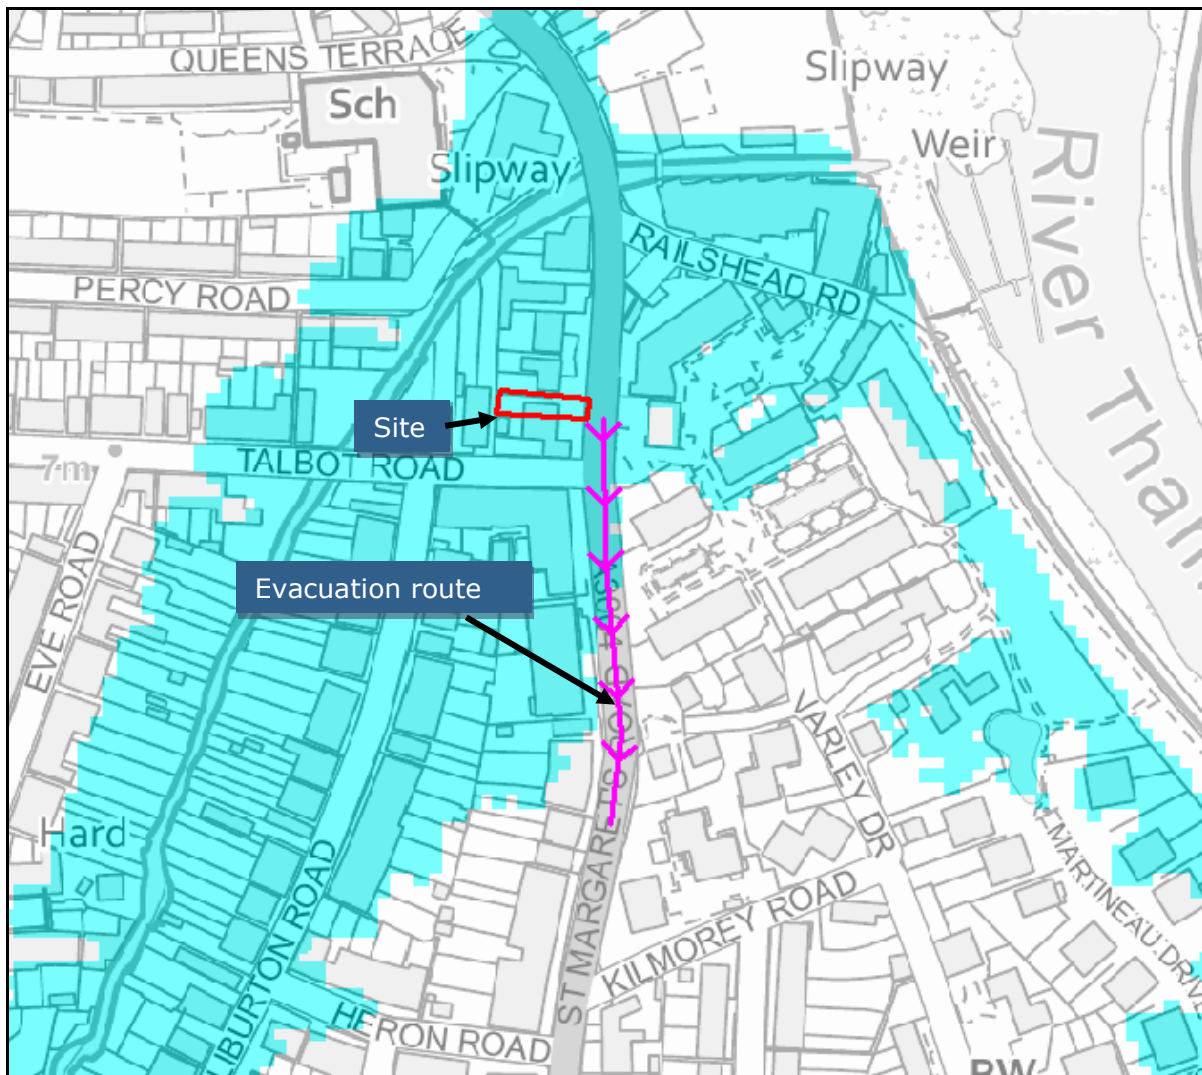 QUEENS TERRACE
Sch
Slipway
Slipway
Weir
River Tham
RAILSHEAD RD
PERCY ROAD
Site
TALBOT ROAD
7m
EVE ROAD
Evacuation route
VARLEY DR
Hard
ST MARGARETS
KILMOREY ROAD
MARTINEAU DRIVE
LIBURTON ROAD
HERON ROAD